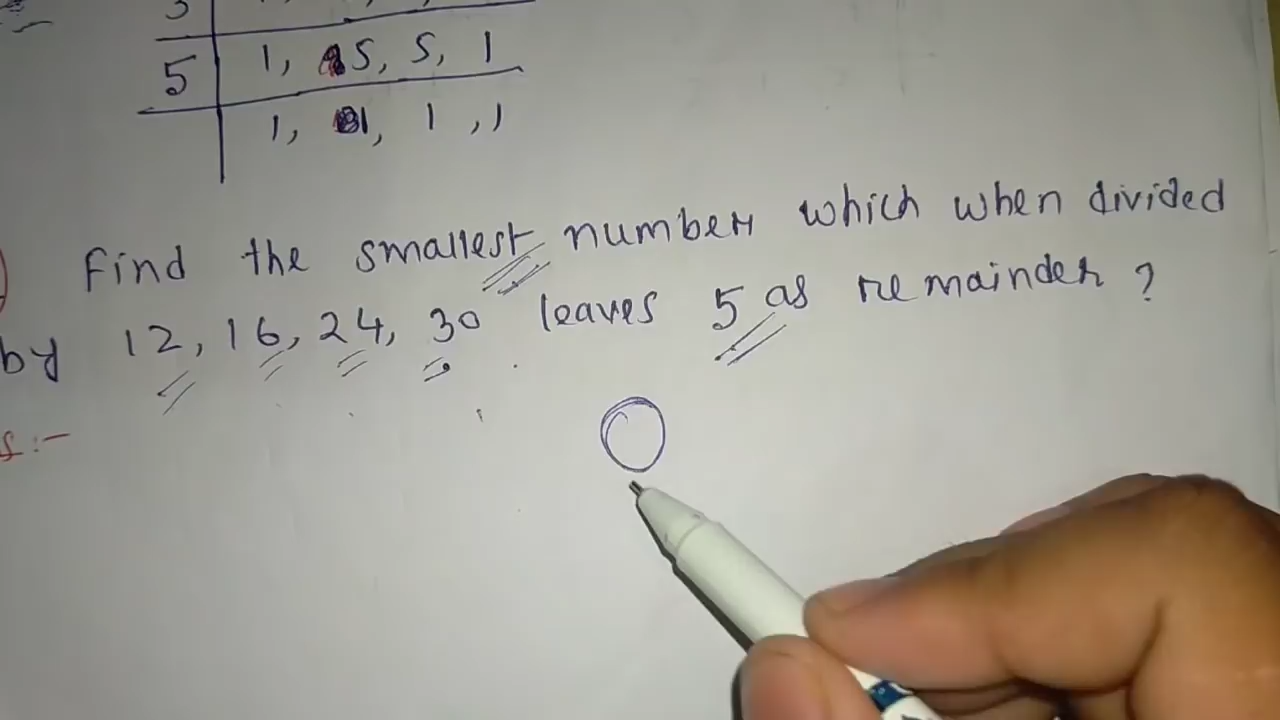 5 1, 5, 5, 1
1, 1, 1, 1
Find the smallest number which when divided
by 12, 16, 24, 30 leaves 5 as remainder ?